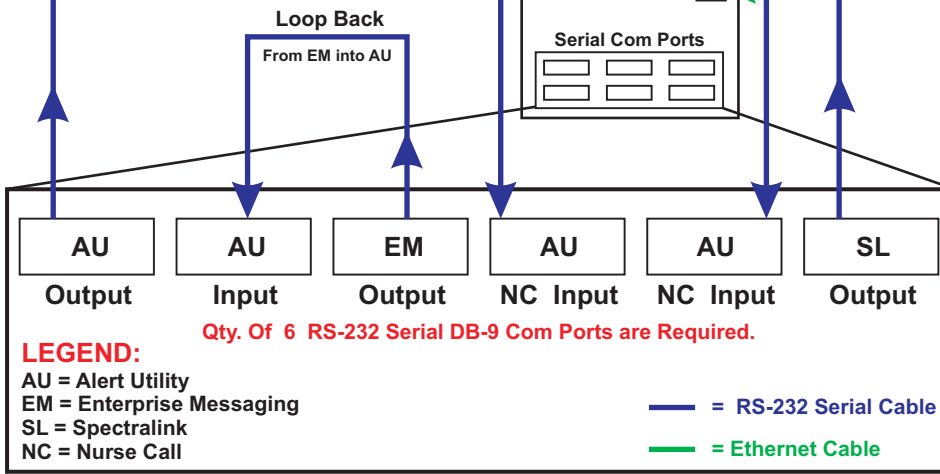 Loop Back
From EM into AU
Serial Com Ports
AU AU EM AU AU SL
Output Input Output NC Input NC Input Output
Qty. Of 6 RS-232 Serial DB-9 Com Ports are Required.
LEGEND:
AU = Alert Utility
EM = Enterprise Messaging
SL = Spectralink
NC = Nurse Call
= RS-232 Serial Cable
= Ethernet Cable